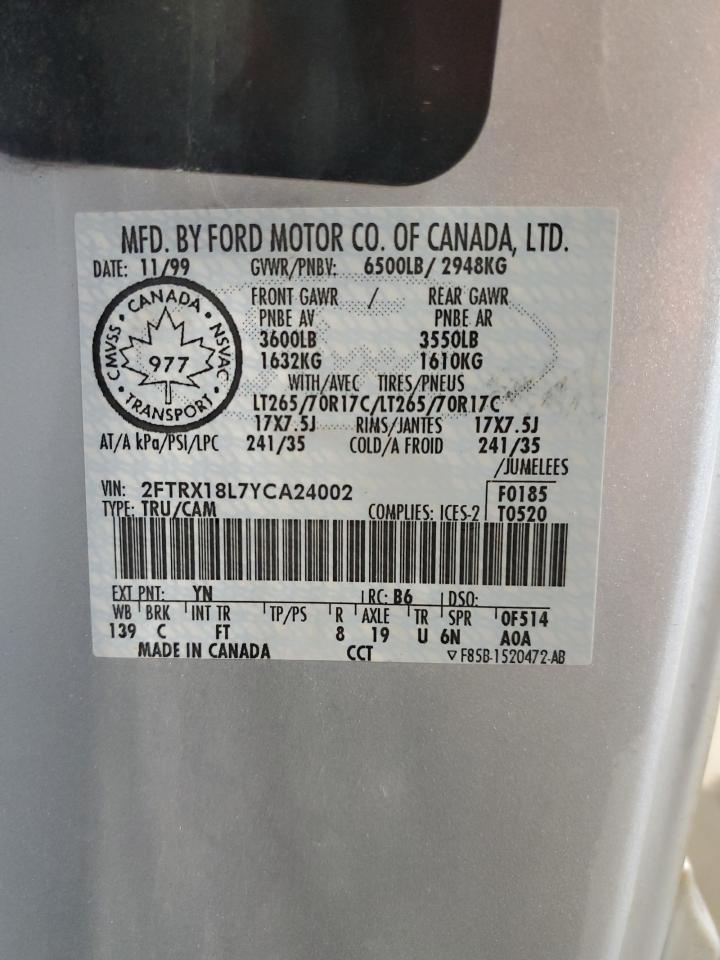 MFD. BY FORD MOTOR CO. OF CANADA, LTD.
DATE: 11/99 GVWR/PNBV: 6500LB/ 2948KG
FRONT GAWR / REAR GAWR
PNBE AV PNBE AR
3600LB 3550LB
1632KG 1610KG
WITH/AVEC TIRES/PNEUS
LT265/70R17C/LT265/70R17C
17X7.5J RIMS/JANTES 17X7.5J
AT/A kPa/PSI/LPC 241/35 COLD/A FROID 241/35
/JUMELEES
CANADA
CMVSS • NSVAC
977
TRANSPORT
VIN: 2FTRX18L7YCA24002 F0185
TYPE: TRU/CAM COMPLIES: ICES-2 T0520
EXT PNT: YN RC: B6 DSO:
WB BRK INT TR TP/PS R AXLE TR SPR 0F514
139 C FT 8 19 U 6N A0A
MADE IN CANADA CCT ▽ F85B-1520472-AB